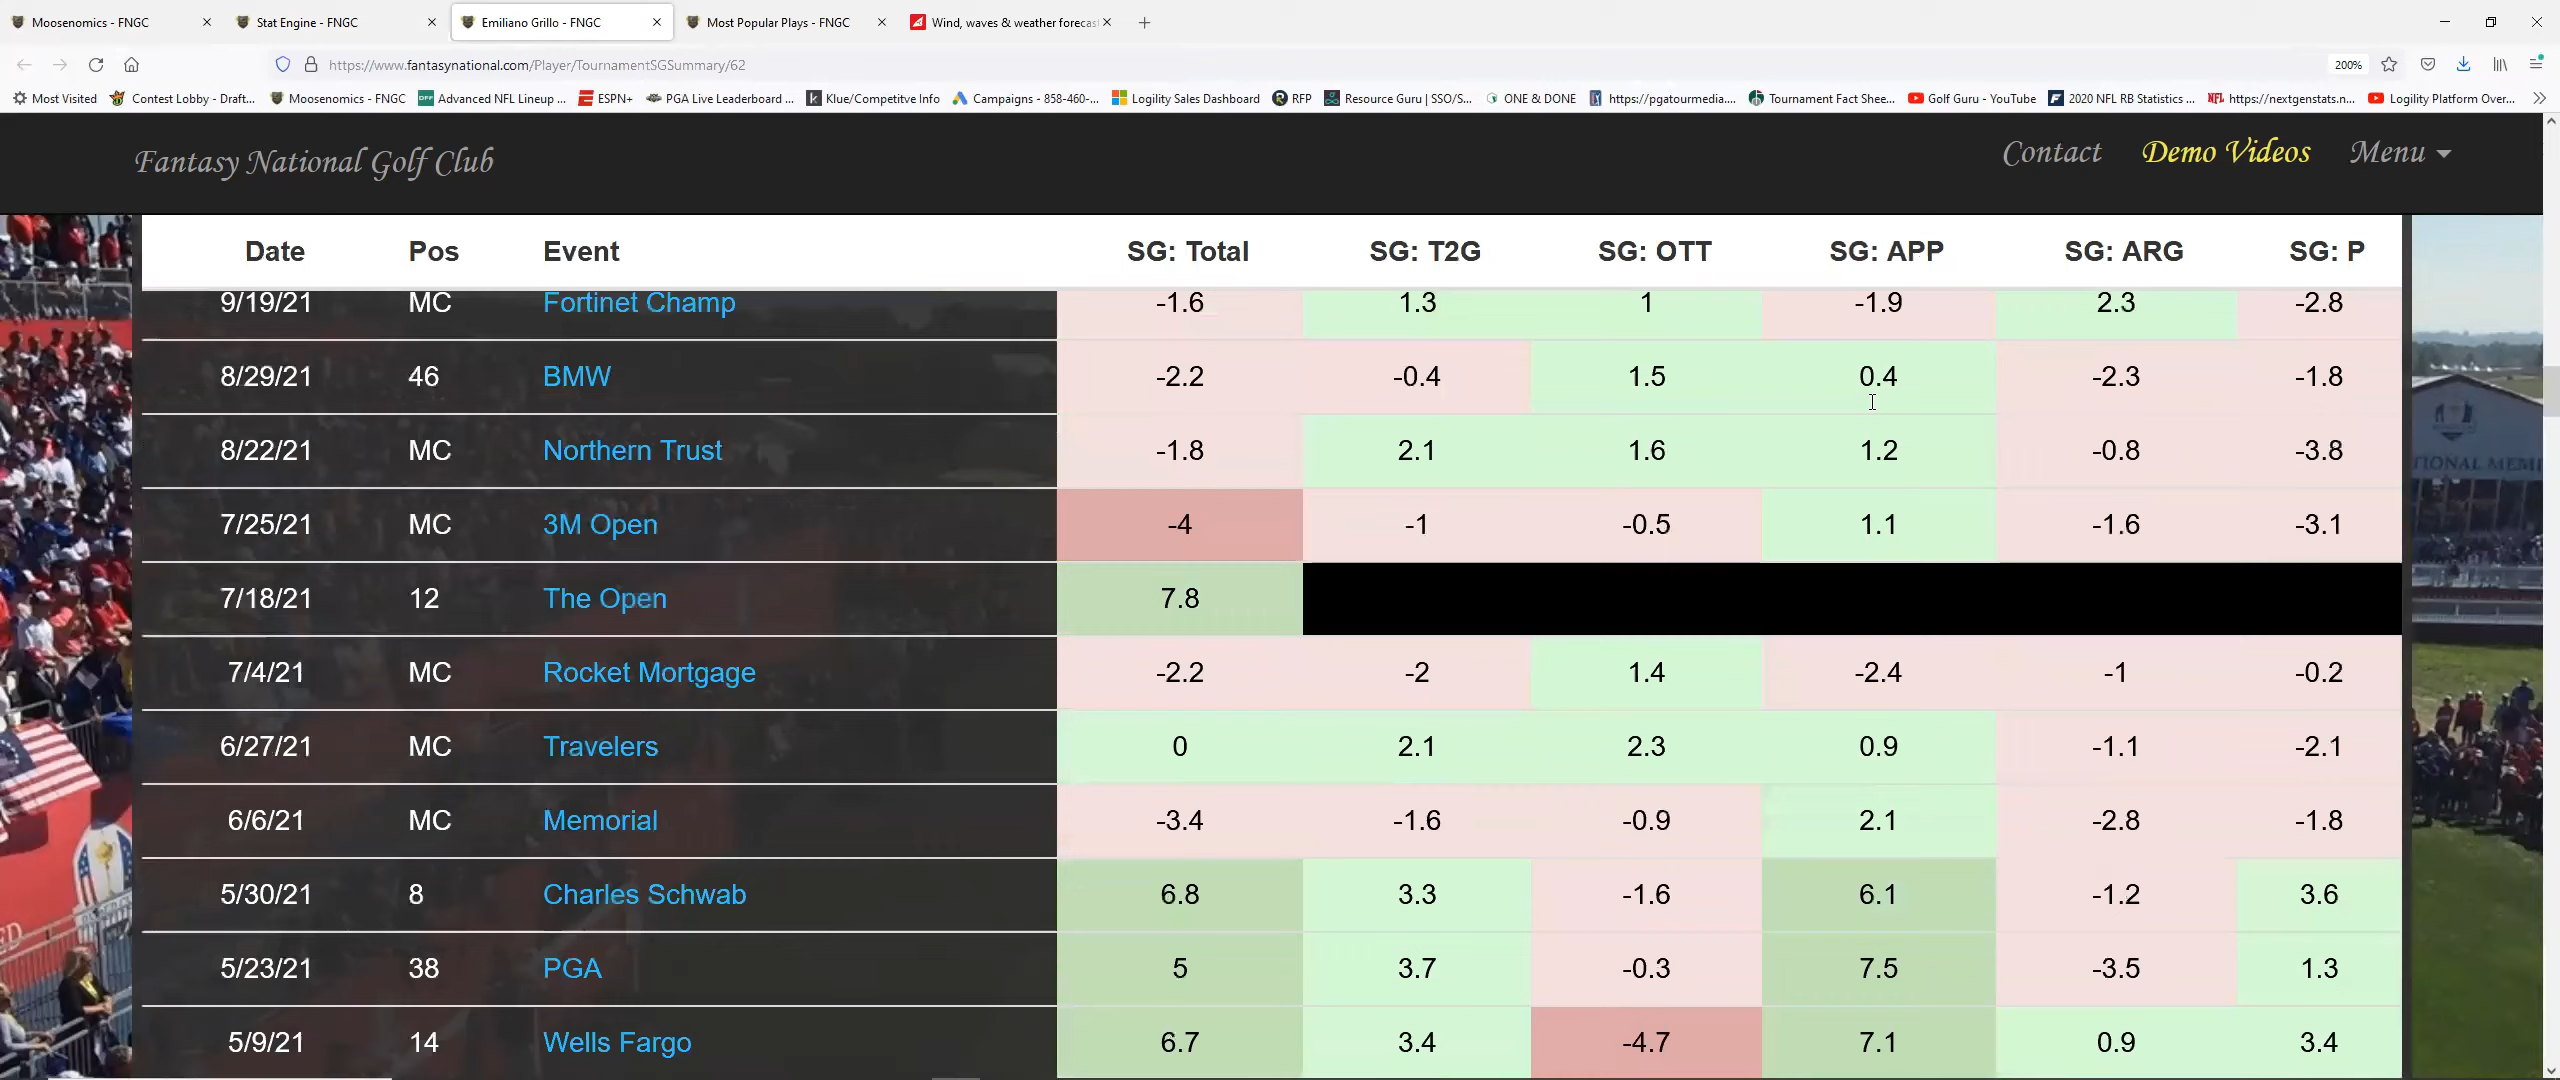 Moosenomics - FNGC
Stat Engine - FNGC
Emiliano Grillo - FNGC
Most Popular Plays - FNGC
Wind, waves & weather forecas
https://www.fantasynational.com/Player/TournamentSGSummary/62
200%
Most Visited
Contest Lobby - Draft...
Moosenomics - FNGC
Advanced NFL Lineup ...
ESPN+
PGA Live Leaderboard ...
Klue/Competitve Info
Campaigns - 858-460-...
Logility Sales Dashboard
RFP
Resource Guru | SSO/S...
ONE & DONE
https://pgatourmedia....
Tournament Fact Shee...
Golf Guru - YouTube
2020 NFL RB Statistics ...
https://nextgenstats.n...
Logility Platform Over...
Fantasy National Golf Club
Contact Demo Videos Menu
Date Pos Event SG: Total SG: T2G SG: OTT SG: APP SG: ARG SG: P
9/19/21 MC Fortinet Champ -1.6 1.3 1 -1.9 2.3 -2.8
8/29/21 46 BMW -2.2 -0.4 1.5 0.4 -2.3 -1.8
8/22/21 MC Northern Trust -1.8 2.1 1.6 1.2 -0.8 -3.8
7/25/21 MC 3M Open -4 -1 -0.5 1.1 -1.6 -3.1
7/18/21 12 The Open 7.8
7/4/21 MC Rocket Mortgage -2.2 -2 1.4 -2.4 -1 -0.2
6/27/21 MC Travelers 0 2.1 2.3 0.9 -1.1 -2.1
6/6/21 MC Memorial -3.4 -1.6 -0.9 2.1 -2.8 -1.8
5/30/21 8 Charles Schwab 6.8 3.3 -1.6 6.1 -1.2 3.6
5/23/21 38 PGA 5 3.7 -0.3 7.5 -3.5 1.3
5/9/21 14 Wells Fargo 6.7 3.4 -4.7 7.1 0.9 3.4